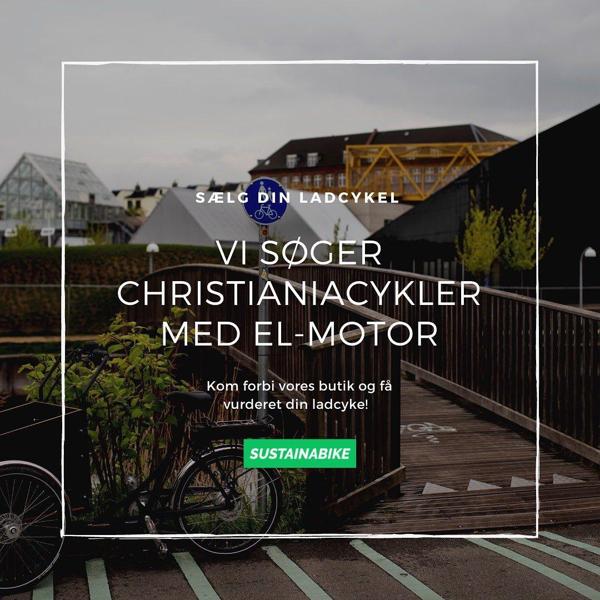 SÆLG DIN LADCYKEL
VI SØGER
CHRISTIANIACYKLER
MED EL-MOTOR
Kom forbi vores butik og få
vurderet din ladcyke!
SUSTAINABIKE